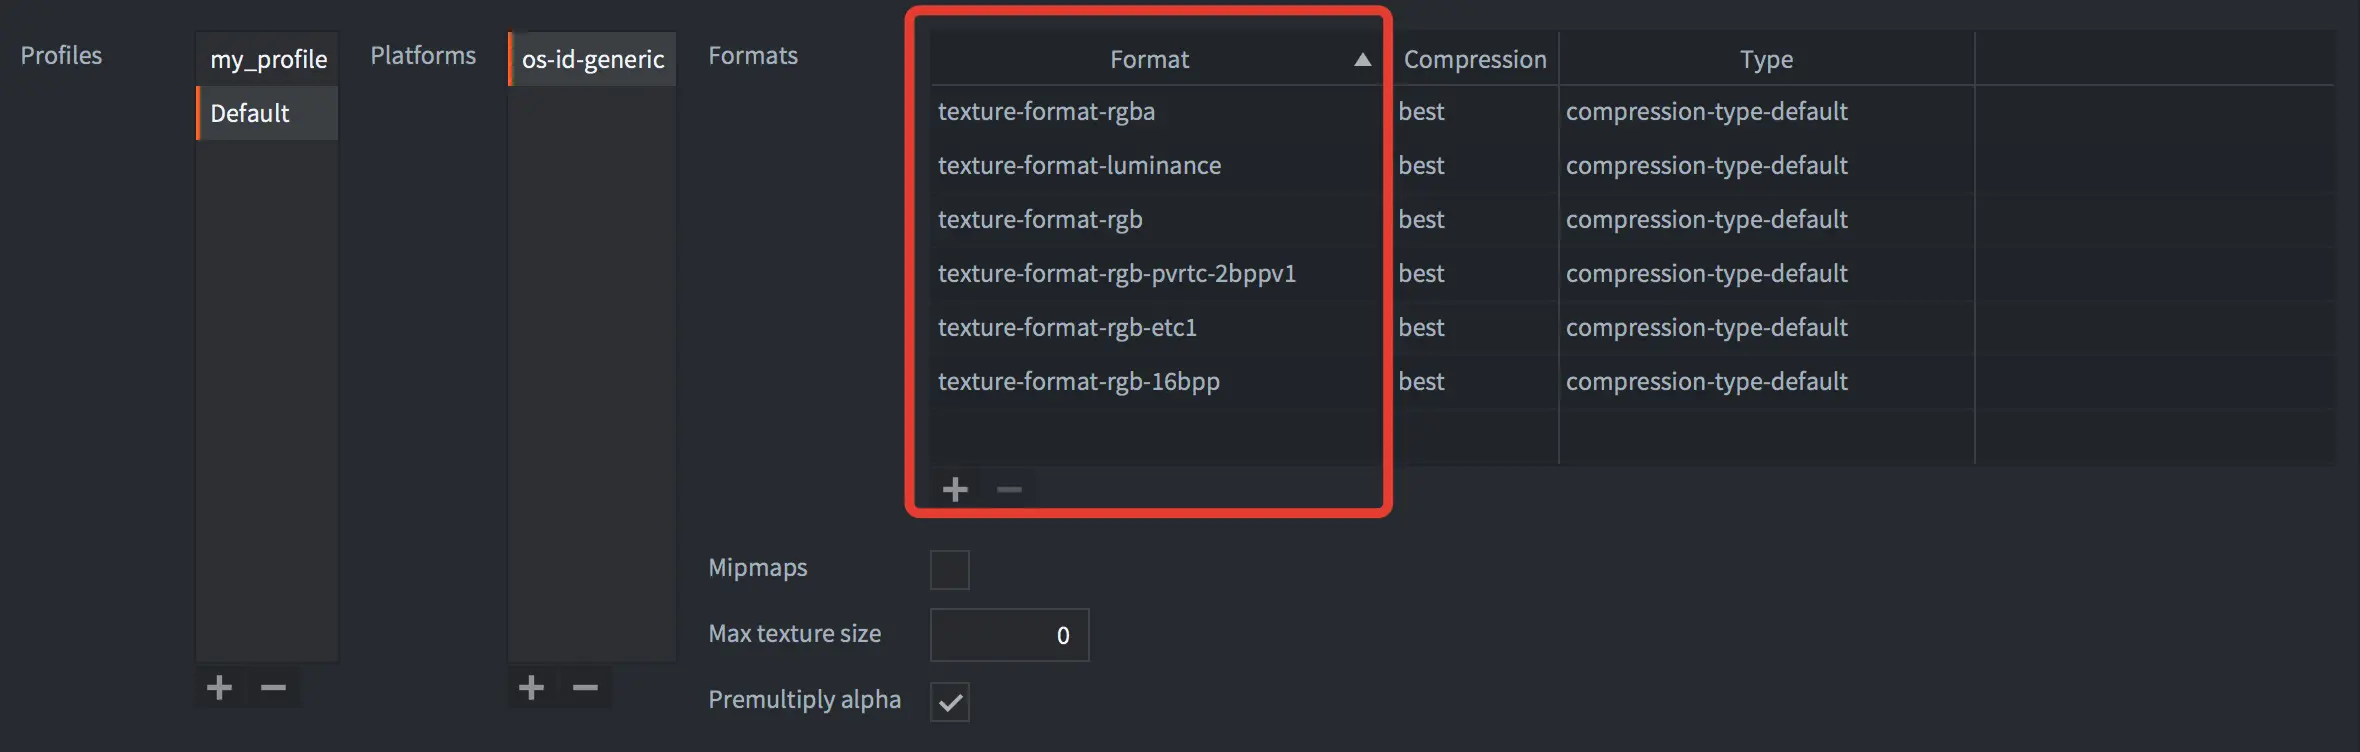 Profiles
my_profile
Default
Platforms
os-id-generic
Formats
Format ▲ Compression Type
texture-format-rgba best compression-type-default
texture-format-luminance best compression-type-default
texture-format-rgb best compression-type-default
texture-format-rgb-pvrtc-2bppv1 best compression-type-default
texture-format-rgb-etc1 best compression-type-default
texture-format-rgb-16bpp best compression-type-default
Mipmaps
Max texture size 0
Premultiply alpha